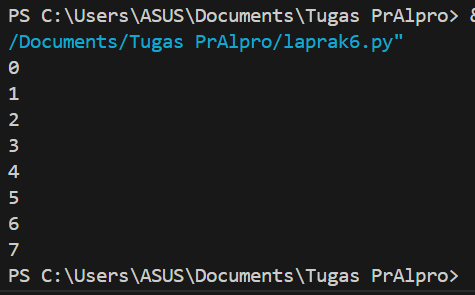 PS C:\Users\ASUS\Documents\Tugas PrAlpro> &
/Documents/Tugas PrAlpro/laprak6.py"
0
1
2
3
4
5
6
7
PS C:\Users\ASUS\Documents\Tugas PrAlpro>